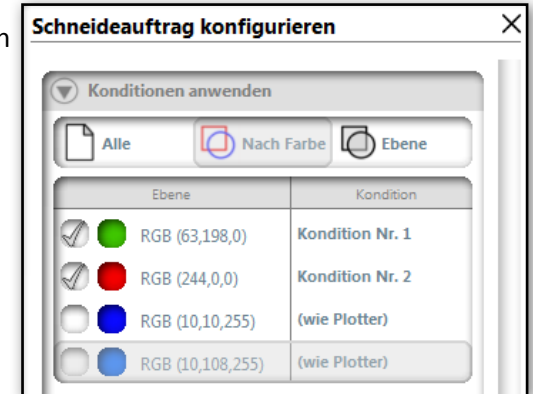 Schneideauftrag konfigurieren
Konditionen anwenden
Alle Nach Farbe Ebene
Ebene Kondition
RGB (63,198,0) Kondition Nr. 1
RGB (244,0,0) Kondition Nr. 2
RGB (10,10,255) (wie Plotter)
RGB (10,108,255) (wie Plotter)